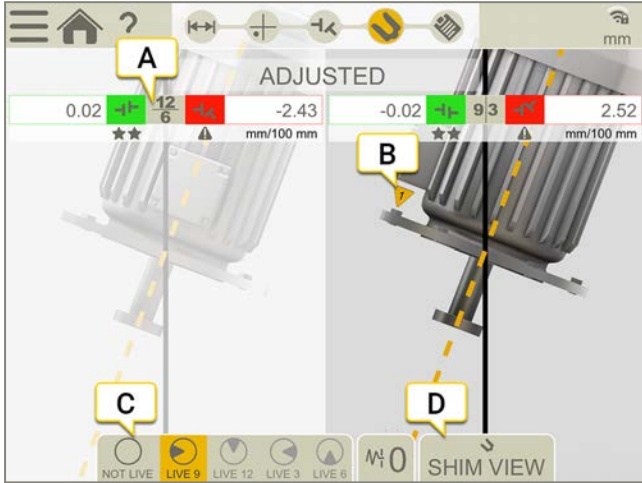 ?
mm
A
ADJUSTED
0.02 12 6 -2.43
mm/100 mm
-0.02 9 3 2.52
mm/100 mm
B
1
C
D
NOT LIVE LIVE 9 LIVE 12 LIVE 3 LIVE 6
0
SHIM VIEW